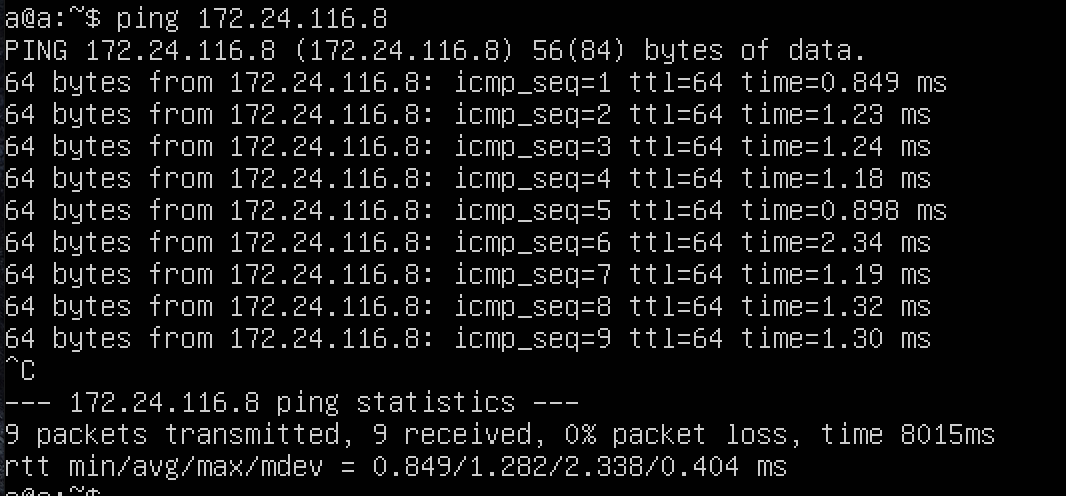 a@a:~$ ping 172.24.116.8
PING 172.24.116.8 (172.24.116.8) 56(84) bytes of data.
64 bytes from 172.24.116.8: icmp_seq=1 ttl=64 time=0.849 ms
64 bytes from 172.24.116.8: icmp_seq=2 ttl=64 time=1.23 ms
64 bytes from 172.24.116.8: icmp_seq=3 ttl=64 time=1.24 ms
64 bytes from 172.24.116.8: icmp_seq=4 ttl=64 time=1.18 ms
64 bytes from 172.24.116.8: icmp_seq=5 ttl=64 time=0.898 ms
64 bytes from 172.24.116.8: icmp_seq=6 ttl=64 time=2.34 ms
64 bytes from 172.24.116.8: icmp_seq=7 ttl=64 time=1.19 ms
64 bytes from 172.24.116.8: icmp_seq=8 ttl=64 time=1.32 ms
64 bytes from 172.24.116.8: icmp_seq=9 ttl=64 time=1.30 ms
^C
--- 172.24.116.8 ping statistics ---
9 packets transmitted, 9 received, 0% packet loss, time 8015ms
rtt min/avg/max/mdev = 0.849/1.282/2.338/0.404 ms
a@a:~$